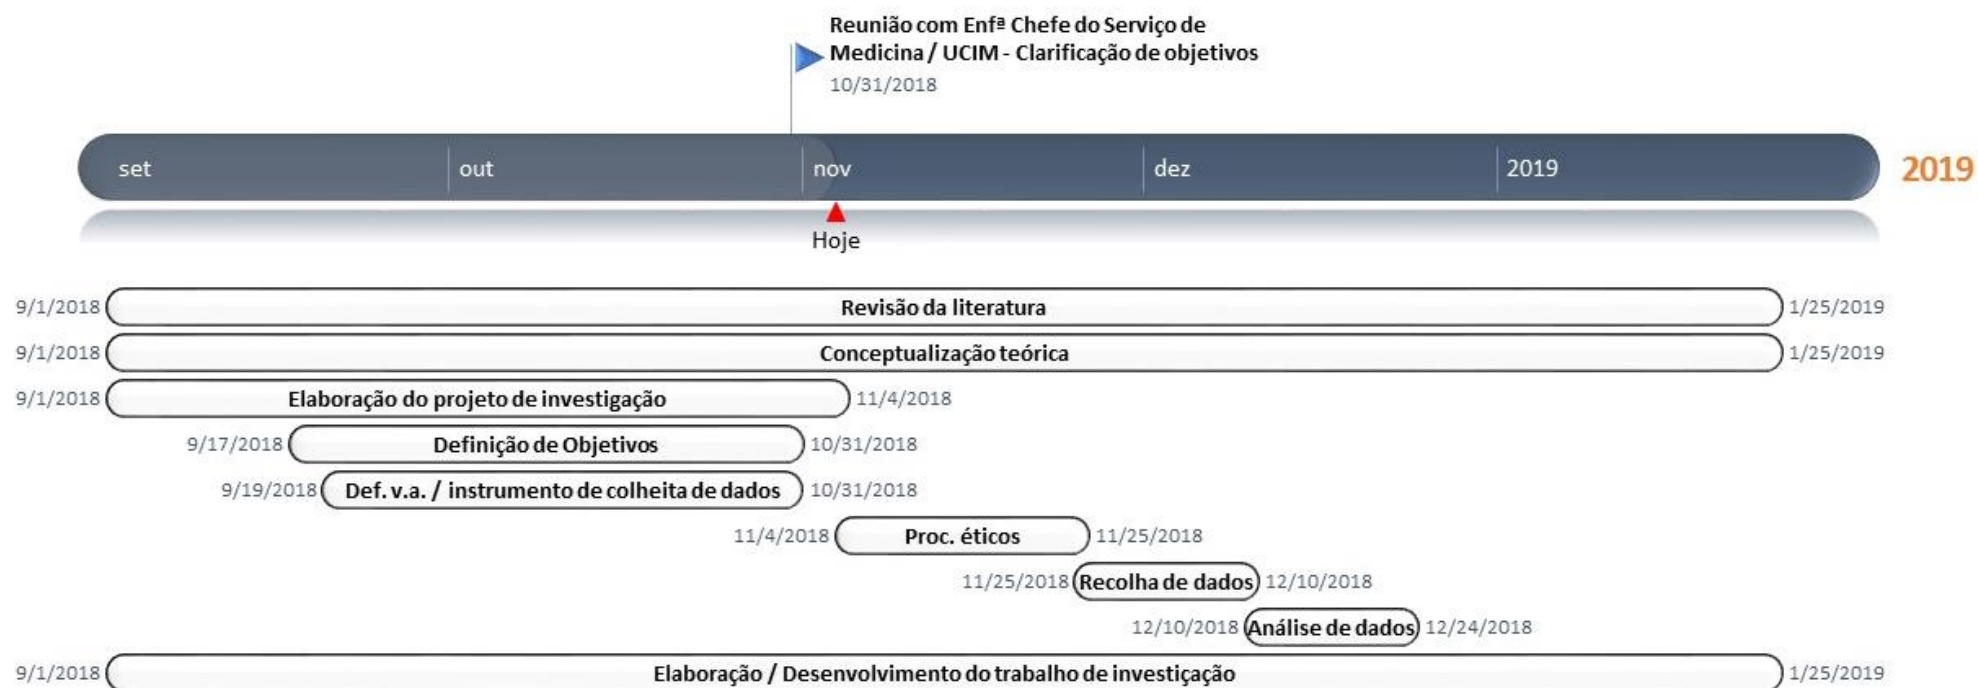 Reunião com Enfª Chefe do Serviço de
Medicina / UCIM - Clarificação de objetivos
10/31/2018
set out nov dez 2019 2019
Hoje
9/1/2018 Revisão da literatura 1/25/2019
9/1/2018 Conceptualização teórica 1/25/2019
9/1/2018 Elaboração do projeto de investigação 11/4/2018
9/17/2018 Definição de Objetivos 10/31/2018
9/19/2018 Def. v.a. / instrumento de colheita de dados 10/31/2018
11/4/2018 Proc. éticos 11/25/2018
11/25/2018 Recolha de dados 12/10/2018
12/10/2018 Análise de dados 12/24/2018
9/1/2018 Elaboração / Desenvolvimento do trabalho de investigação 1/25/2019